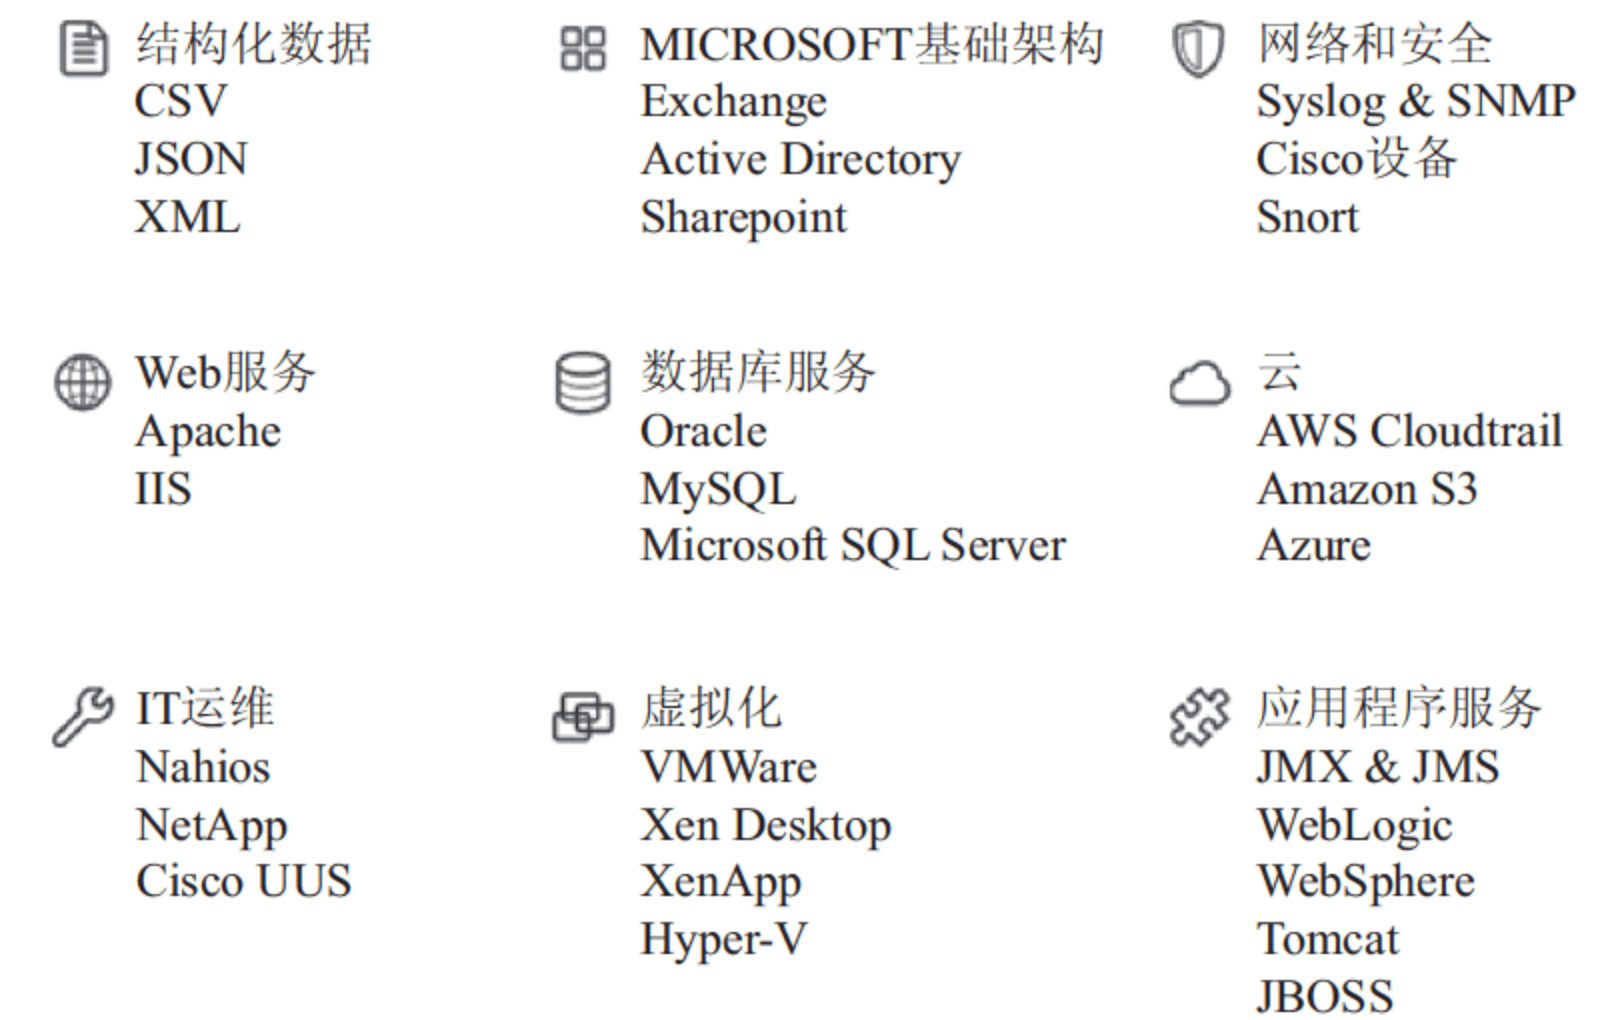 结构化数据
CSV
JSON
XML
MICROSOFT基础架构
Exchange
Active Directory
Sharepoint
网络和安全
Syslog & SNMP
Cisco设备
Snort
Web服务
Apache
IIS
数据库服务
Oracle
MySQL
Microsoft SQL Server
云
AWS Cloudtrail
Amazon S3
Azure
IT运维
Nahios
NetApp
Cisco UUS
虚拟化
VMWare
Xen Desktop
XenApp
Hyper-V
应用程序服务
JMX & JMS
WebLogic
WebSphere
Tomcat
JBOSS